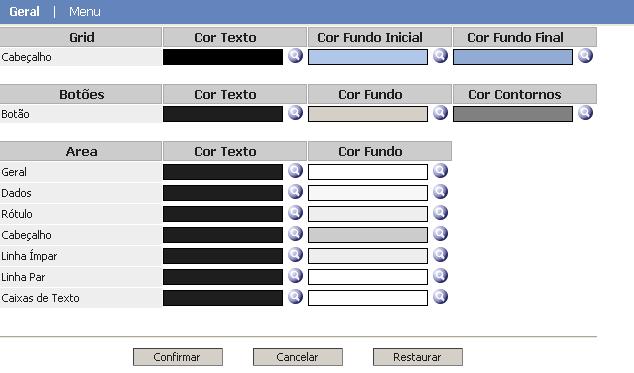 Geral | Menu
Grid Cor Texto Cor Fundo Inicial Cor Fundo Final
Cabeçalho
Botões Cor Texto Cor Fundo Cor Contornos
Botão
Area Cor Texto Cor Fundo
Geral
Dados
Rótulo
Cabeçalho
Linha Ímpar
Linha Par
Caixas de Texto
Confirmar Cancelar Restaurar